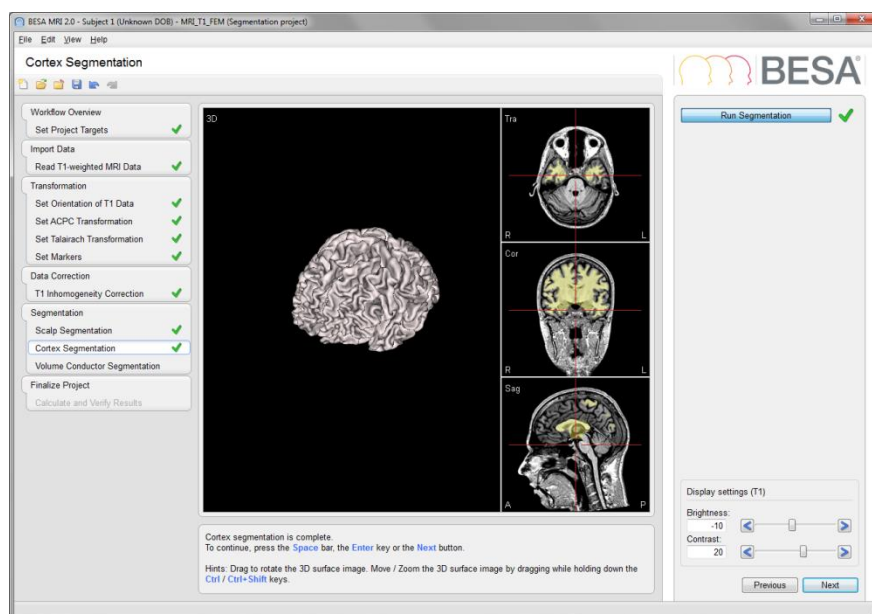 BESA MRI 2.0 - Subject 1 (Unknown DOB) - MRI_T1_FEM (Segmentation project)
File Edit View Help
Cortex Segmentation
BESA®
Workflow Overview
Set Project Targets
Import Data
Read T1-weighted MRI Data
Transformation
Set Orientation of T1 Data
Set ACPC Transformation
Set Talairach Transformation
Set Markers
Data Correction
T1 Inhomogeneity Correction
Segmentation
Scalp Segmentation
Cortex Segmentation
Volume Conductor Segmentation
Finalize Project
Calculate and Verify Results
3D
Tra
R L
Cor
R L
Sag
A P
Cortex segmentation is complete.
To continue, press the Space bar, the Enter key or the Next button.
Hints: Drag to rotate the 3D surface image. Move / Zoom the 3D surface image by dragging while holding down the
Ctrl / Ctrl+Shift keys.
Run Segmentation
Display settings (T1)
Brightness:
-10
Contrast:
20
Previous Next